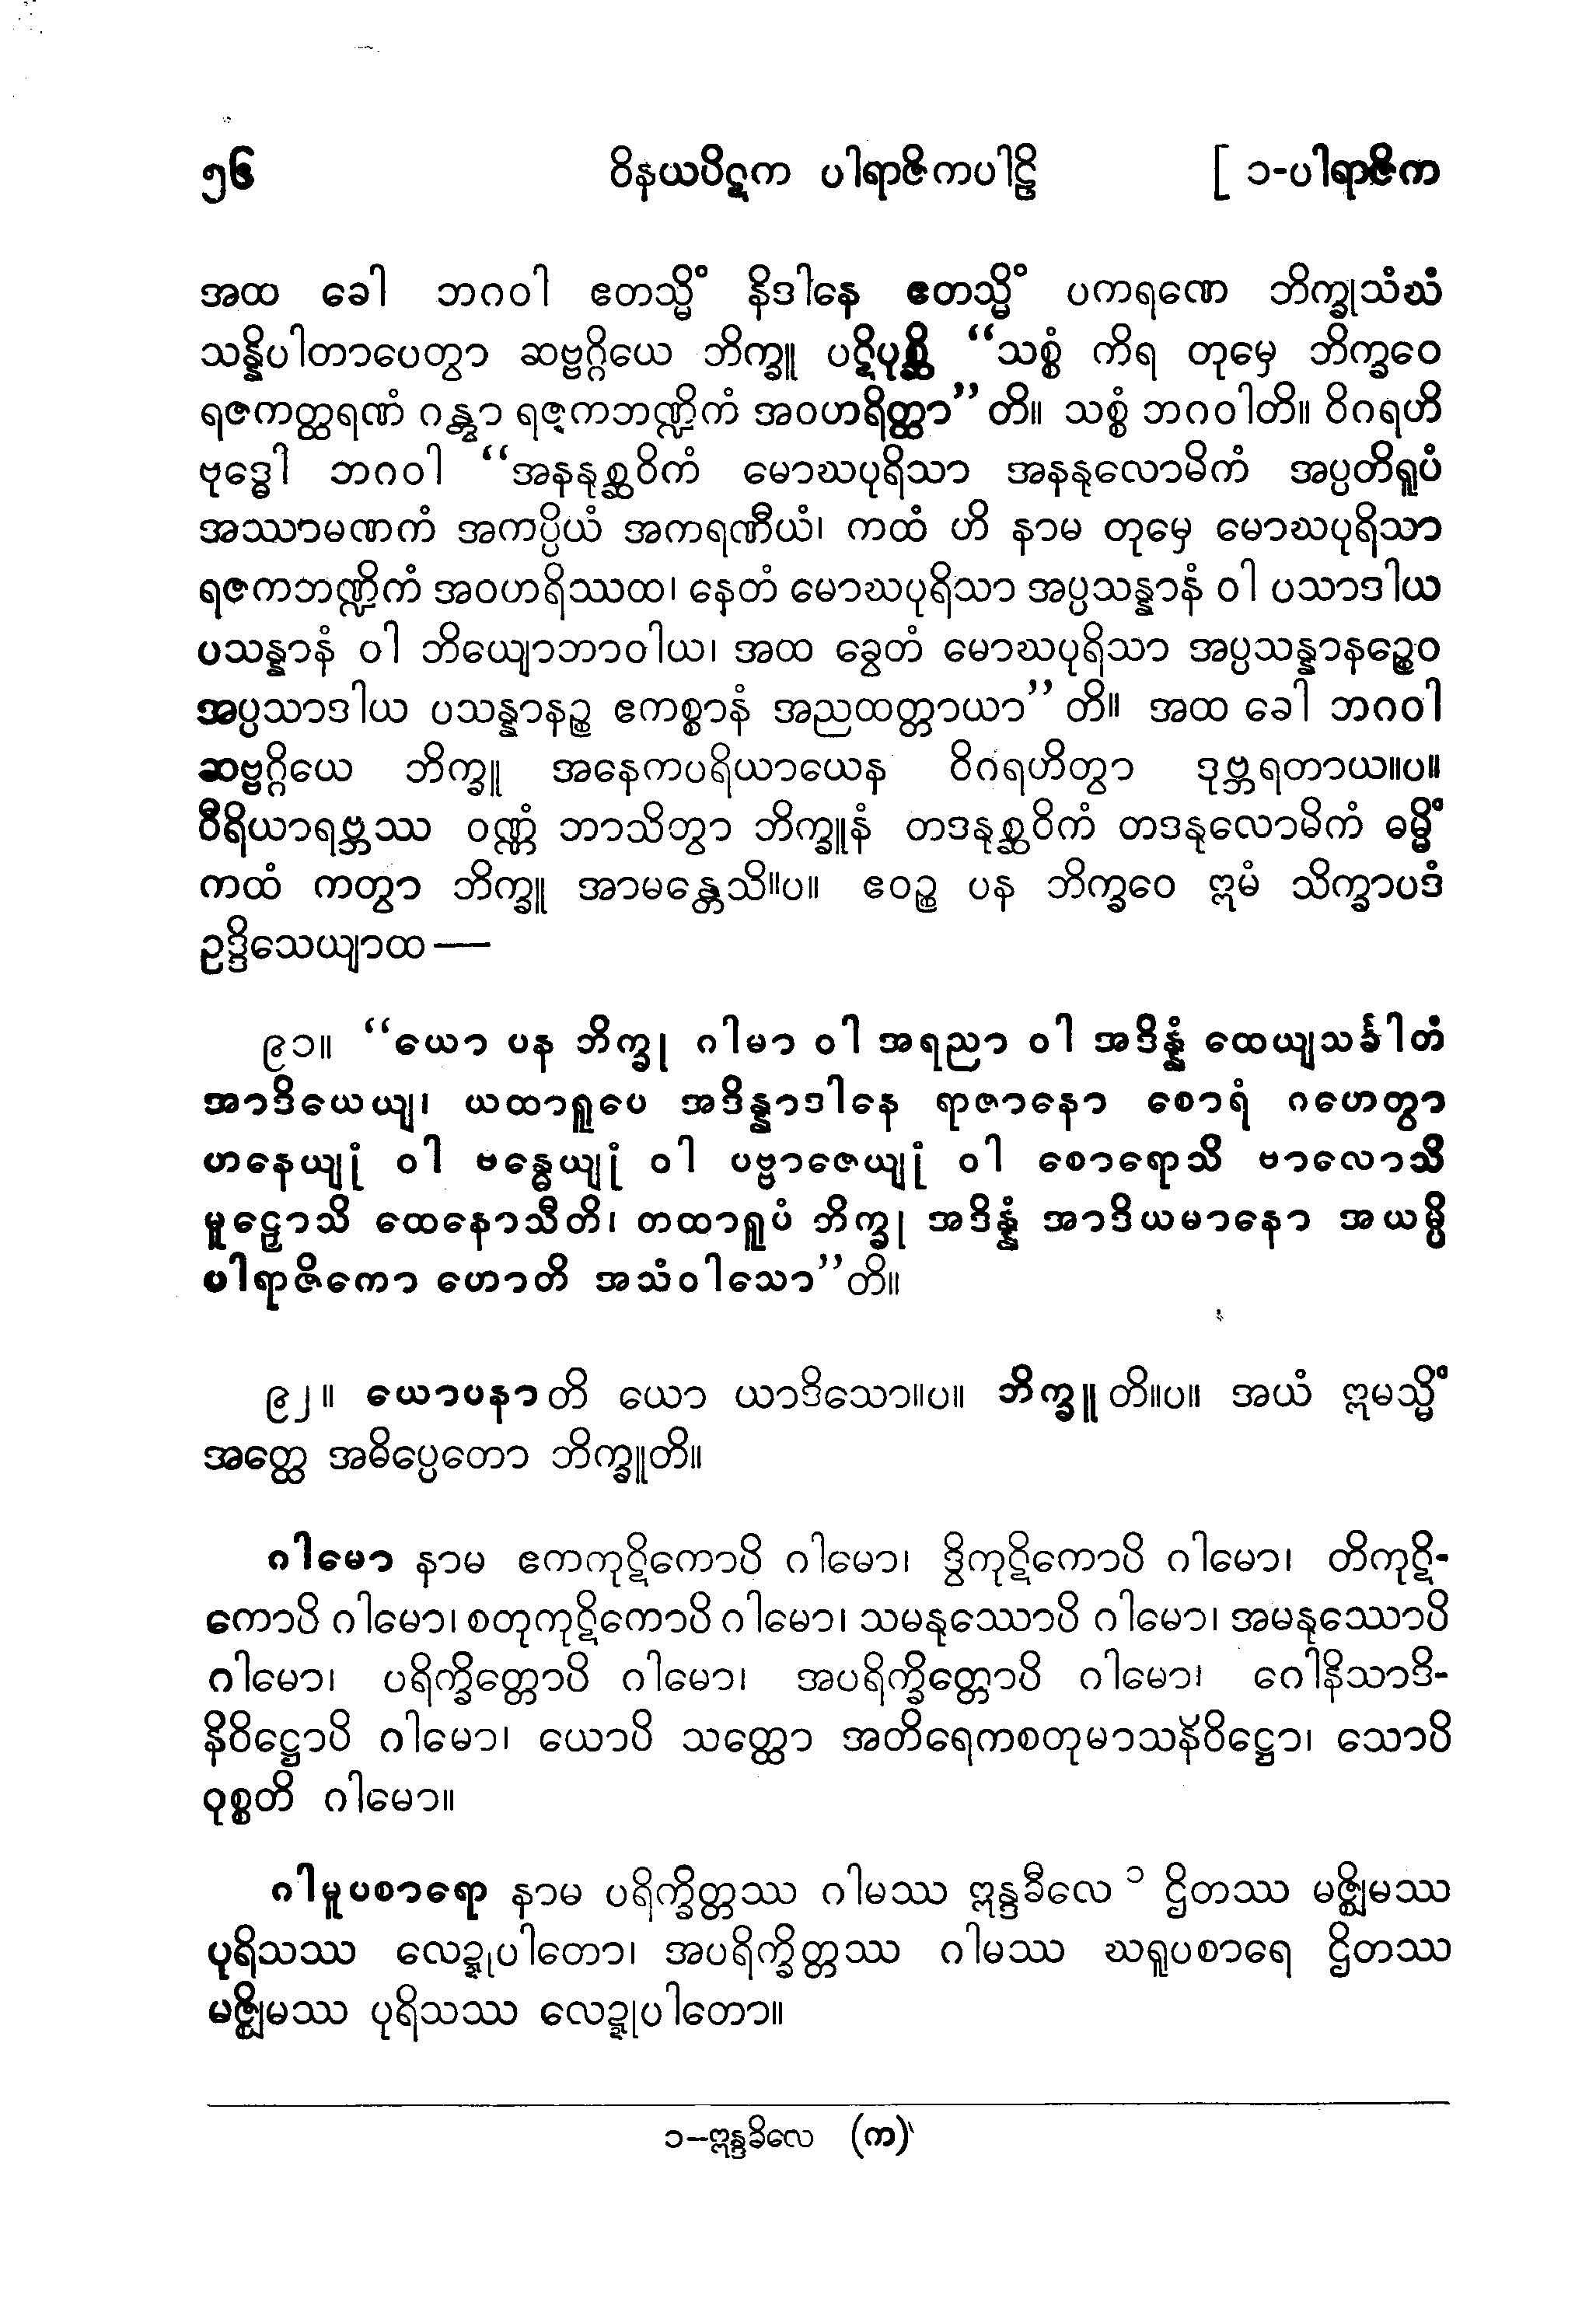 ၅၆ ဝိနယပိဋက ပါရာဇိကပါဠိ [ ၁-ပါရာဇိက
အထ ခေါ ဘဂဝါ ဧတသ္မိံ နိဒါနေ ဧတသ္မိံ ပကရဏေ ဘိက္ခုသံဃံ
သန္နိပါတာပေတွာ ဆဗ္ဗဂ္ဂိယေ ဘိက္ခူ ပဋိပုစ္ဆိ “သစ္စံ ကိရ တုမှေ ဘိက္ခဝေ
ရဇကတ္ထရဏံ ဂန္တွာ ရဇကဘဏ္ဍိကံ အဝဟရိတ္ထာ”တိ။ သစ္စံ ဘဂဝါတိ။ ဝိဂရဟိ
ဗုဒ္ဓေါ ဘဂဝါ “အနနုစ္ဆဝိကံ မောဃပုရိသာ အနနုလောမိကံ အပ္ပတိရူပံ
အဿာမဏကံ အကပ္ပိယံ အကရဏီယံ၊ ကထံ ဟိ နာမ တုမှေ မောဃပုရိသာ
ရဇကဘဏ္ဍိကံ အဝဟရိဿထ၊ နေတံ မောဃပုရိသာ အပ္ပသန္နာနံ ဝါ ပသာဒါယ
ပသန္နာနံ ဝါ ဘိယျောဘာဝါယ၊ အထ ခွေတံ မောဃပုရိသာ အပ္ပသန္နာနဉ္စေဝ
အပ္ပသာဒါယ ပသန္နာနဉ္စ ဧကစ္စာနံ အညထတ္တာယာ”တိ။ အထ ခေါ ဘဂဝါ
ဆဗ္ဗဂ္ဂိယေ ဘိက္ခူ အနေကပရိယာယေန ဝိဂရဟိတွာ ဒုဗ္ဘရတာယ။ပ။
ဝီရိယာရဗ္ဘဿ ဝဏ္ဏံ ဘာသိတွာ ဘိက္ခူနံ တဒနုစ္ဆဝိကံ တဒနုလောမိကံ ဓမ္မိံ
ကထံ ကတွာ ဘိက္ခူ အာမန္တေသိ။ပ။ ဧဝဉ္စ ပန ဘိက္ခဝေ ဣမံ သိက္ခာပဒံ
ဥဒ္ဒိသေယျာထ—
၉၁။ “ယော ပန ဘိက္ခု ဂါမာ ဝါ အရညာ ဝါ အဒိန္နံ ထေယျသင်္ခါတံ
အာဒိယေယျ၊ ယထာရူပေ အဒိန္နာဒါနေ ရာဇာနော စောရံ ဂဟေတွာ
ဟနေယျုံ ဝါ ဗန္ဓေယျုံ ဝါ ပဗ္ဗာဇေယျုံ ဝါ စောရောသိ ဗာလောသိ
မူဠှောသိ ထေနောသီတိ၊ တထာရူပံ ဘိက္ခု အဒိန္နံ အာဒိယမာနော အယမ္ပိ
ပါရာဇိကော ဟောတိ အသံဝါသော”တိ။
၉၂။ ယောပနာတိ ယော ယာဒိသော။ပ။ ဘိက္ခူတိ။ပ။ အယံ ဣမသ္မိံ
အတ္ထေ အဓိပ္ပေတော ဘိက္ခူတိ။
ဂါမော နာမ ဧကကုဋိကောပိ ဂါမော၊ ဒွိကုဋိကောပိ ဂါမော၊ တိကုဋိ-
ကောပိ ဂါမော၊ စတုကုဋိကောပိ ဂါမော၊ သမနုဿောပိ ဂါမော၊ အမနုဿောပိ
ဂါမော၊ ပရိက္ခိတ္တောပိ ဂါမော၊ အပရိက္ခိတ္တောပိ ဂါမော၊ ဂေါနိသာဒိ-
နိဝိဋ္ဌောပိ ဂါမော၊ ယောပိ သတ္ထော အတိရေကစတုမာသနိဝိဋ္ဌော၊ သောပိ
ဝုစ္စတိ ဂါမော။
ဂါမူပစာရော နာမ ပရိက္ခိတ္တဿ ဂါမဿ ဣန္ဒခီလေ ၁ ဌိတဿ မဇ္ဈိမဿ
ပုရိသဿ လေဍ္ဍုပါတော၊ အပရိက္ခိတ္တဿ ဂါမဿ ဃရူပစာရေ ဌိတဿ
မဇ္ဈိမဿ ပုရိသဿ လေဍ္ဍုပါတော။
၁–ဣန္ဒခိလေ (က)